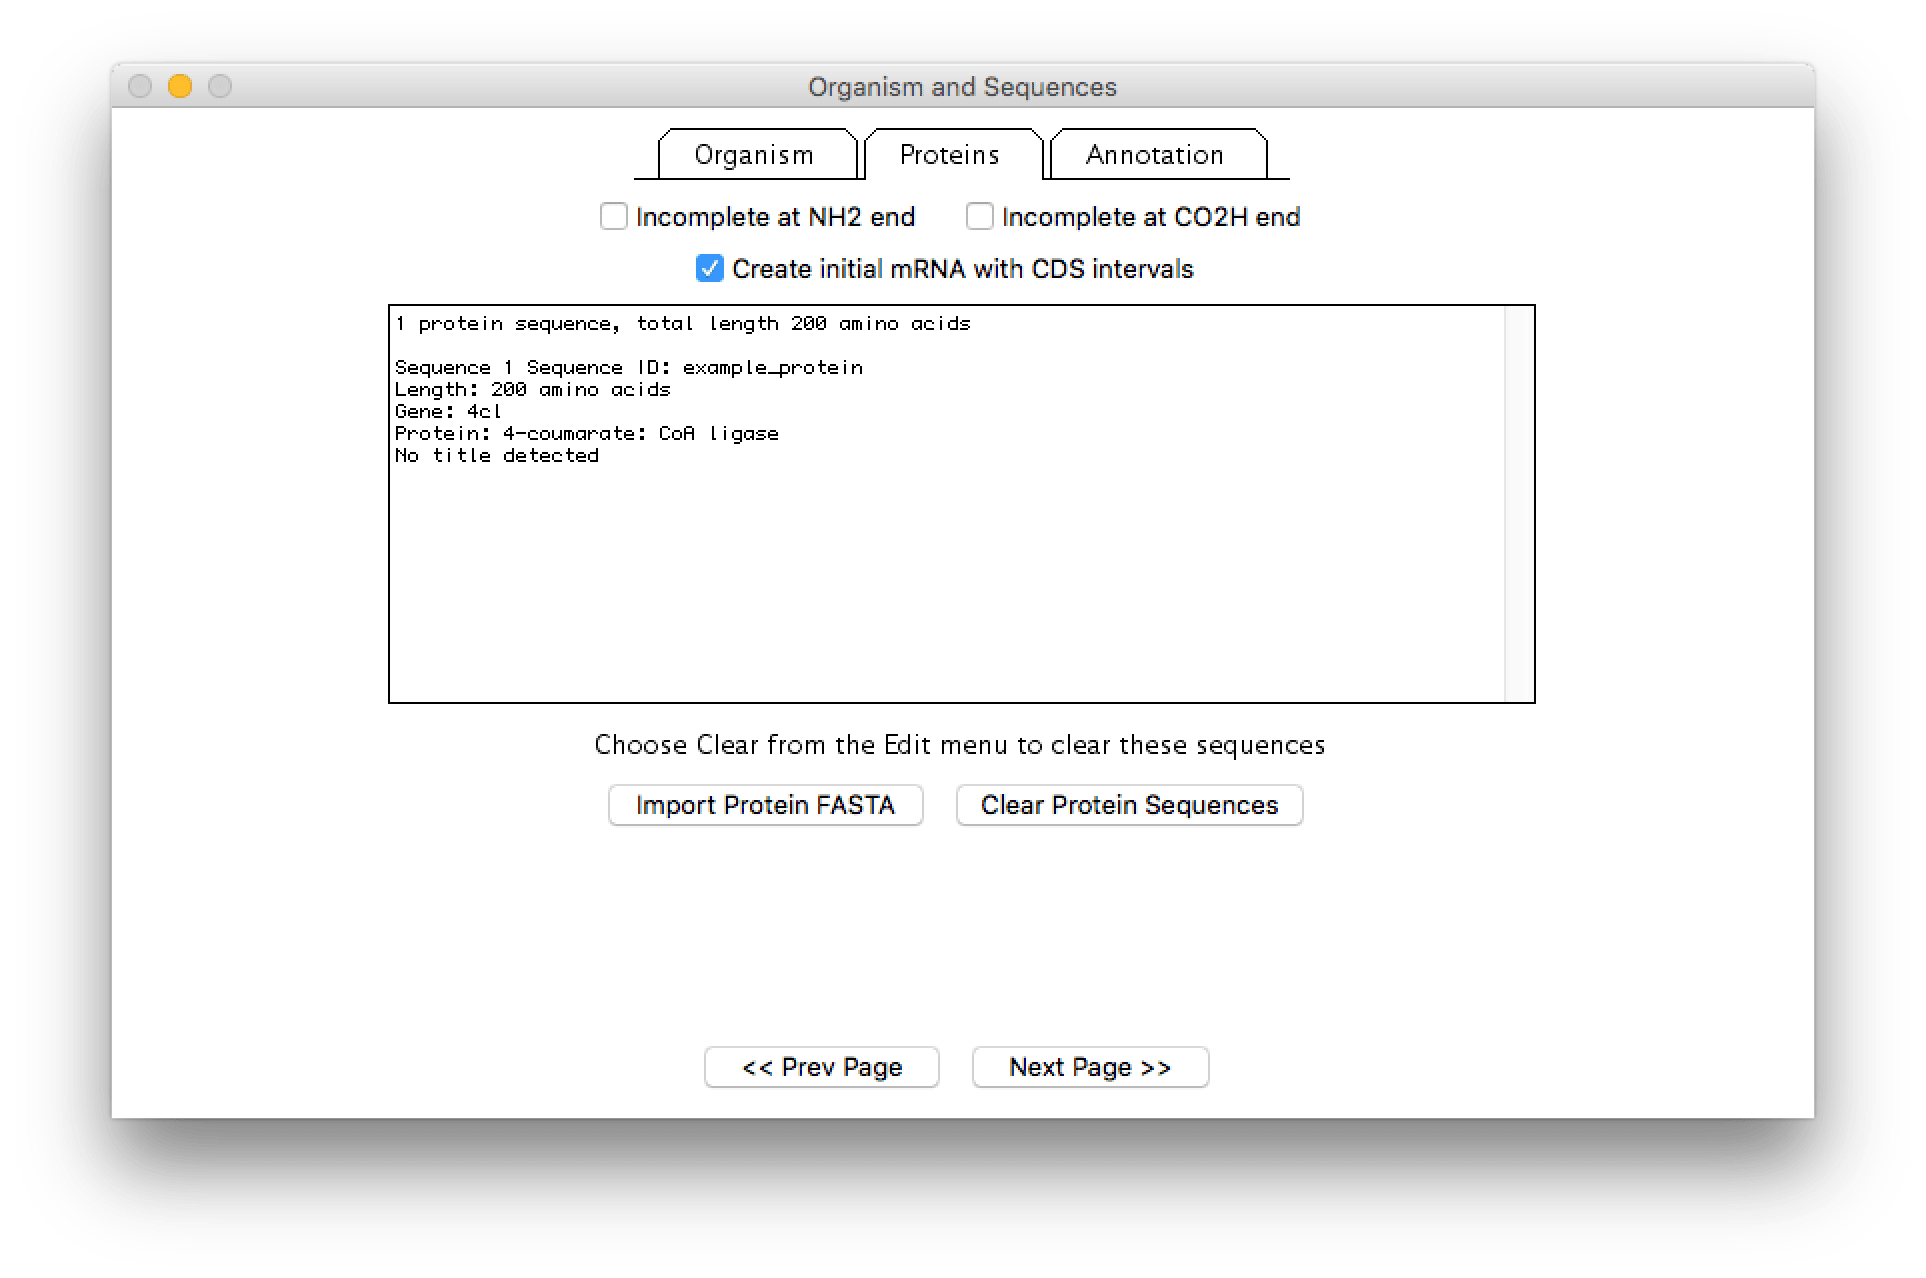 Organism and Sequences
Organism Proteins Annotation
Incomplete at NH2 end Incomplete at CO2H end
Create initial mRNA with CDS intervals
1 protein sequence, total length 200 amino acids
Sequence 1 Sequence ID: example_protein
Length: 200 amino acids
Gene: 4cl
Protein: 4-coumarate: CoA ligase
No title detected
Choose Clear from the Edit menu to clear these sequences
Import Protein FASTA Clear Protein Sequences
<< Prev Page Next Page >>